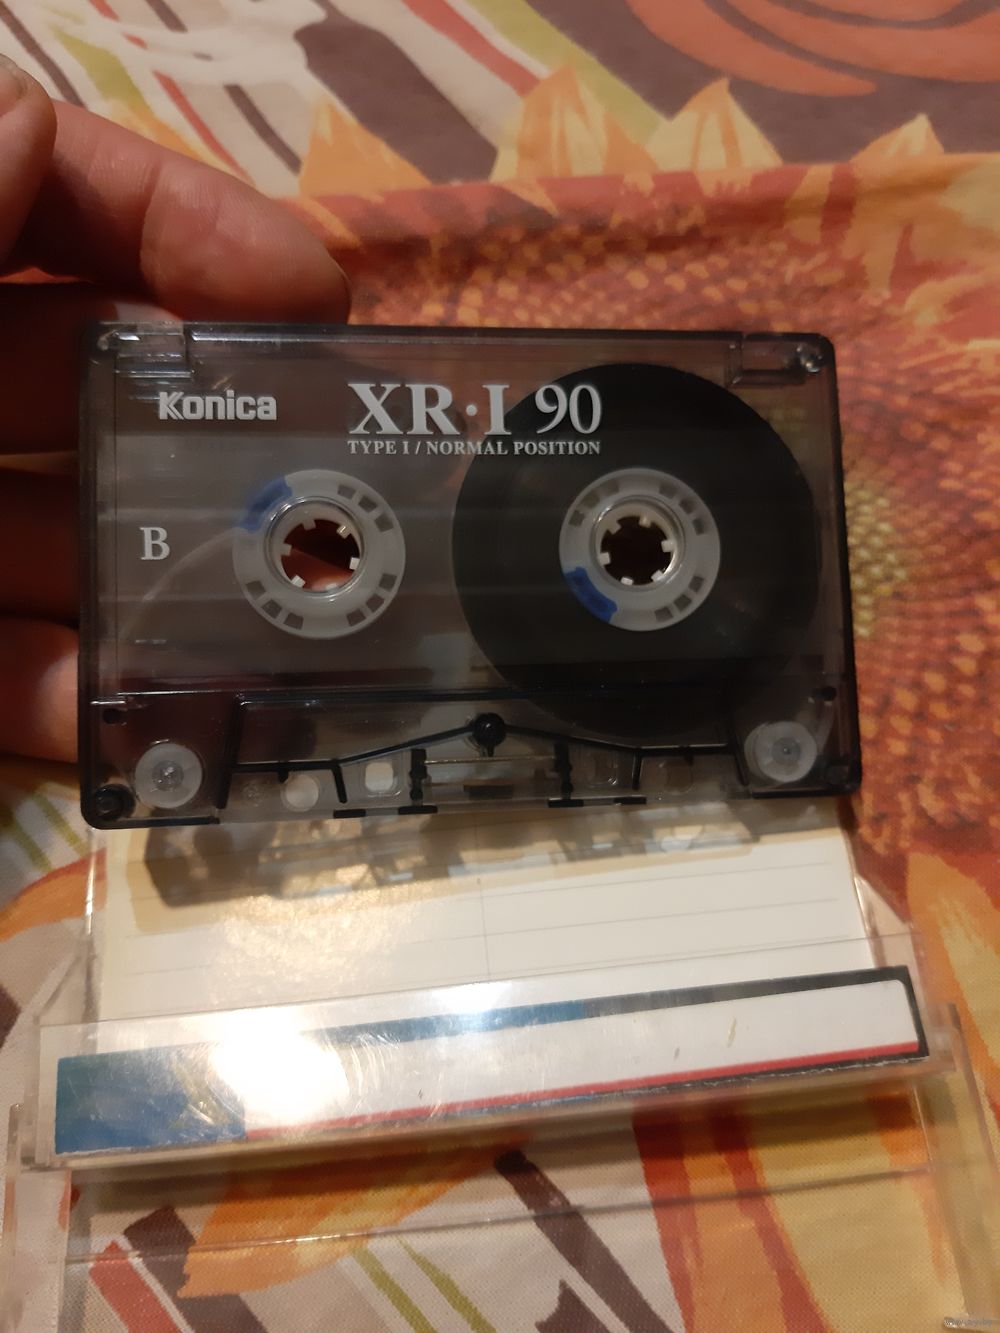 Konica
XR·I 90
TYPE I / NORMAL POSITION
B